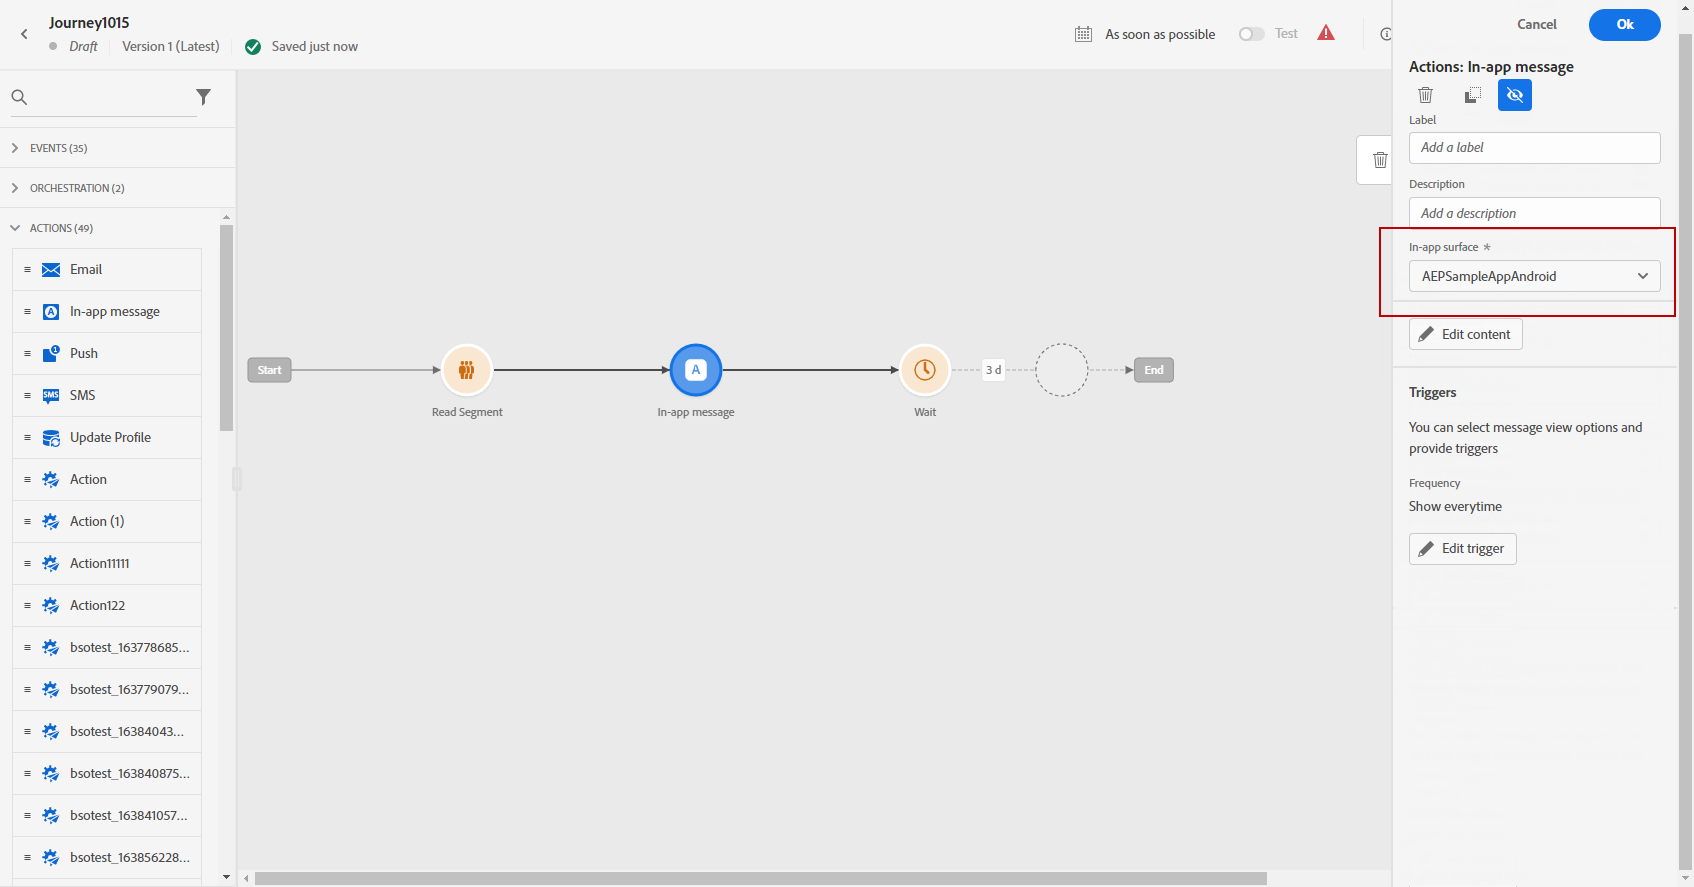 Journey1015
Draft
Version 1 (Latest)
Saved just now
As soon as possible
Test
EVENTS (35)
ORCHESTRATION (2)
ACTIONS (49)
Email
In-app message
Push
SMS
Update Profile
Action
Action (1)
Action11111
Action122
bsotest_163778685...
bsotest_163779079...
bsotest_16384043...
bsotest_163840875...
bsotest_163841057...
bsotest_163856228...
Start
Read Segment
A
In-app message
Wait
3 d
End
Cancel
Ok
Actions: In-app message
Label
Add a label
Description
Add a description
In-app surface *
AEPSampleAppAndroid
Edit content
Triggers
You can select message view options and
provide triggers
Frequency
Show everytime
Edit trigger